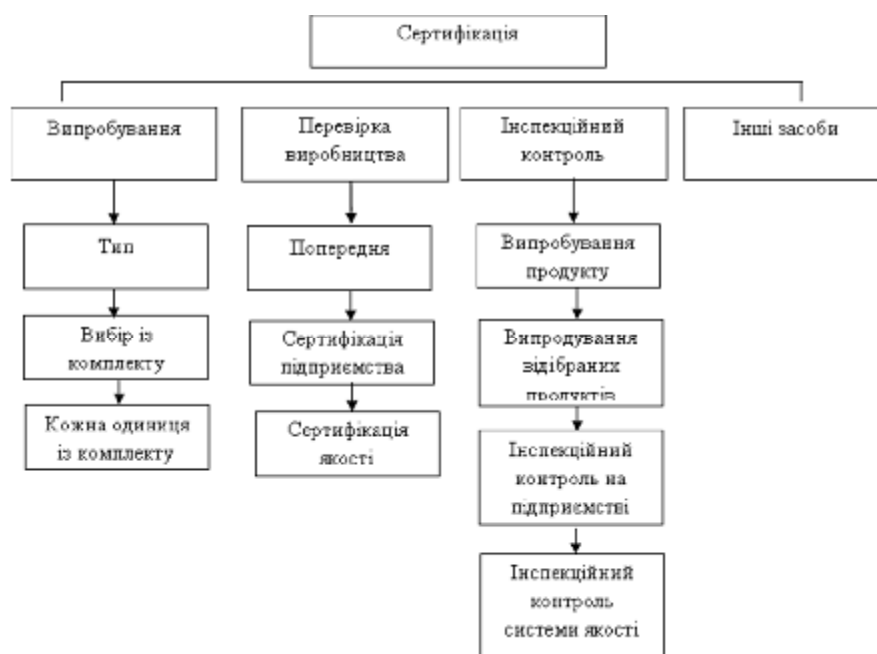 Сертифікація
Випробування
Перевірка
виробництва
Інспекційний
контроль
Інші засоби
Тип
Попередня
Випробування
продукту
Вибір із
комплекту
Сертифікація
підприємства
Випродування
відібраних
продуктів
Кожна одиниця
із комплекту
Сертифікація
якості
Інспекційний
контроль на
підприємстві
Інспекційний
контроль
системи якості